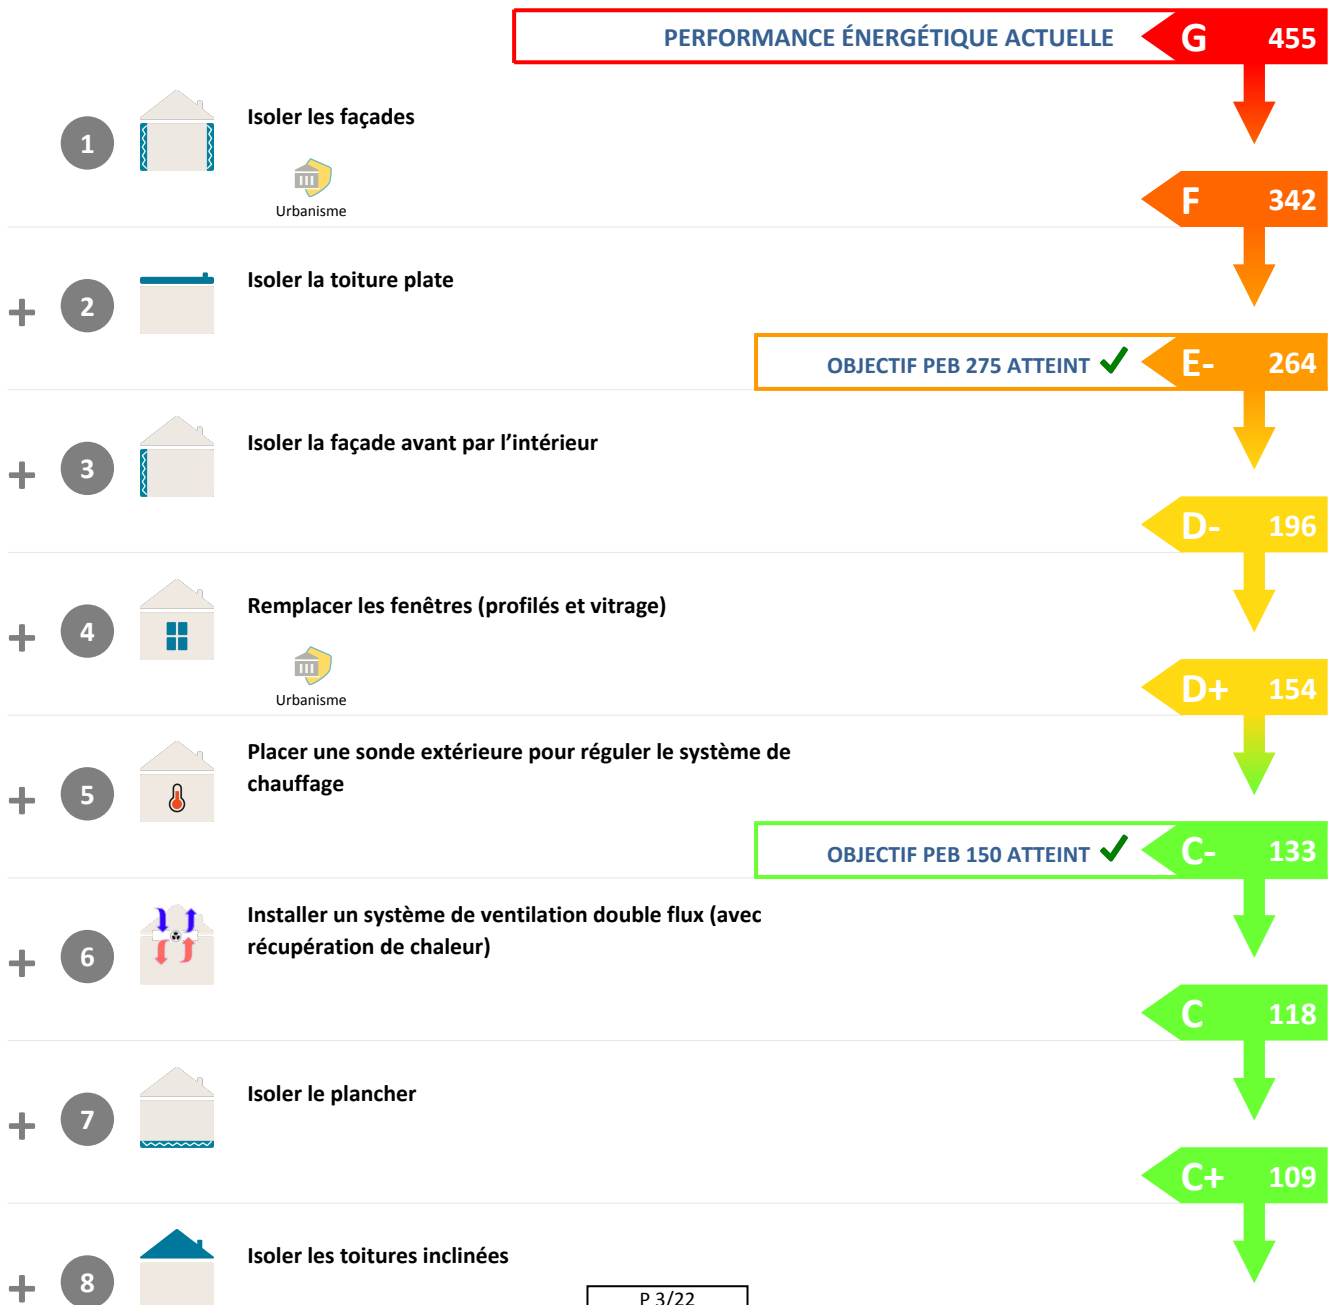 PERFORMANCE ÉNERGÉTIQUE ACTUELLE G 455
1 Isoler les façades
Urbanisme
F 342
+ 2 Isoler la toiture plate
OBJECTIF PEB 275 ATTEINT E- 264
+ 3 Isoler la façade avant par l’intérieur
D- 196
+ 4 Remplacer les fenêtres (profilés et vitrage)
Urbanisme
D+ 154
+ 5 Placer une sonde extérieure pour réguler le système de
chauffage
OBJECTIF PEB 150 ATTEINT C- 133
+ 6 Installer un système de ventilation double flux (avec
récupération de chaleur)
C 118
+ 7 Isoler le plancher
C+ 109
+ 8 Isoler les toitures inclinées
P 3/22